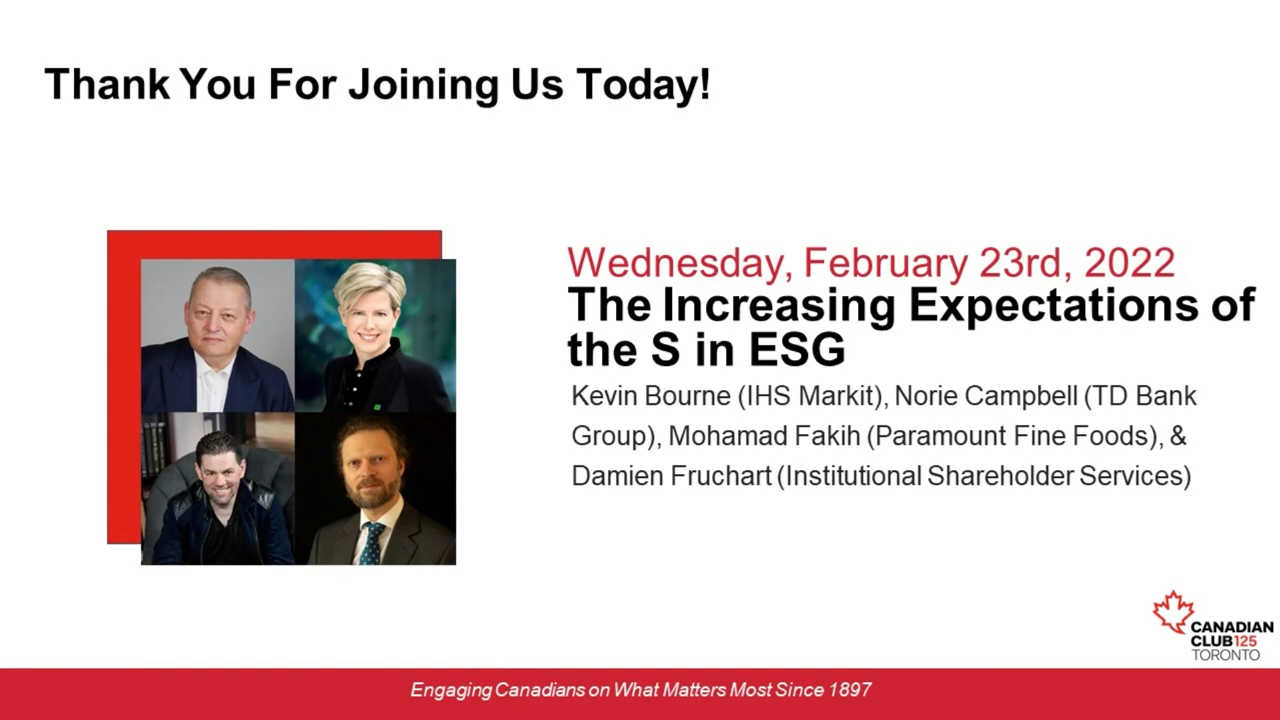 Thank You For Joining Us Today!
Wednesday, February 23rd, 2022
The Increasing Expectations of
the S in ESG
Kevin Bourne (IHS Markit), Norie Campbell (TD Bank
Group), Mohamad Fakih (Paramount Fine Foods), &
Damien Fruchart (Institutional Shareholder Services)
CANADIAN
CLUB125
TORONTO
Engaging Canadians on What Matters Most Since 1897